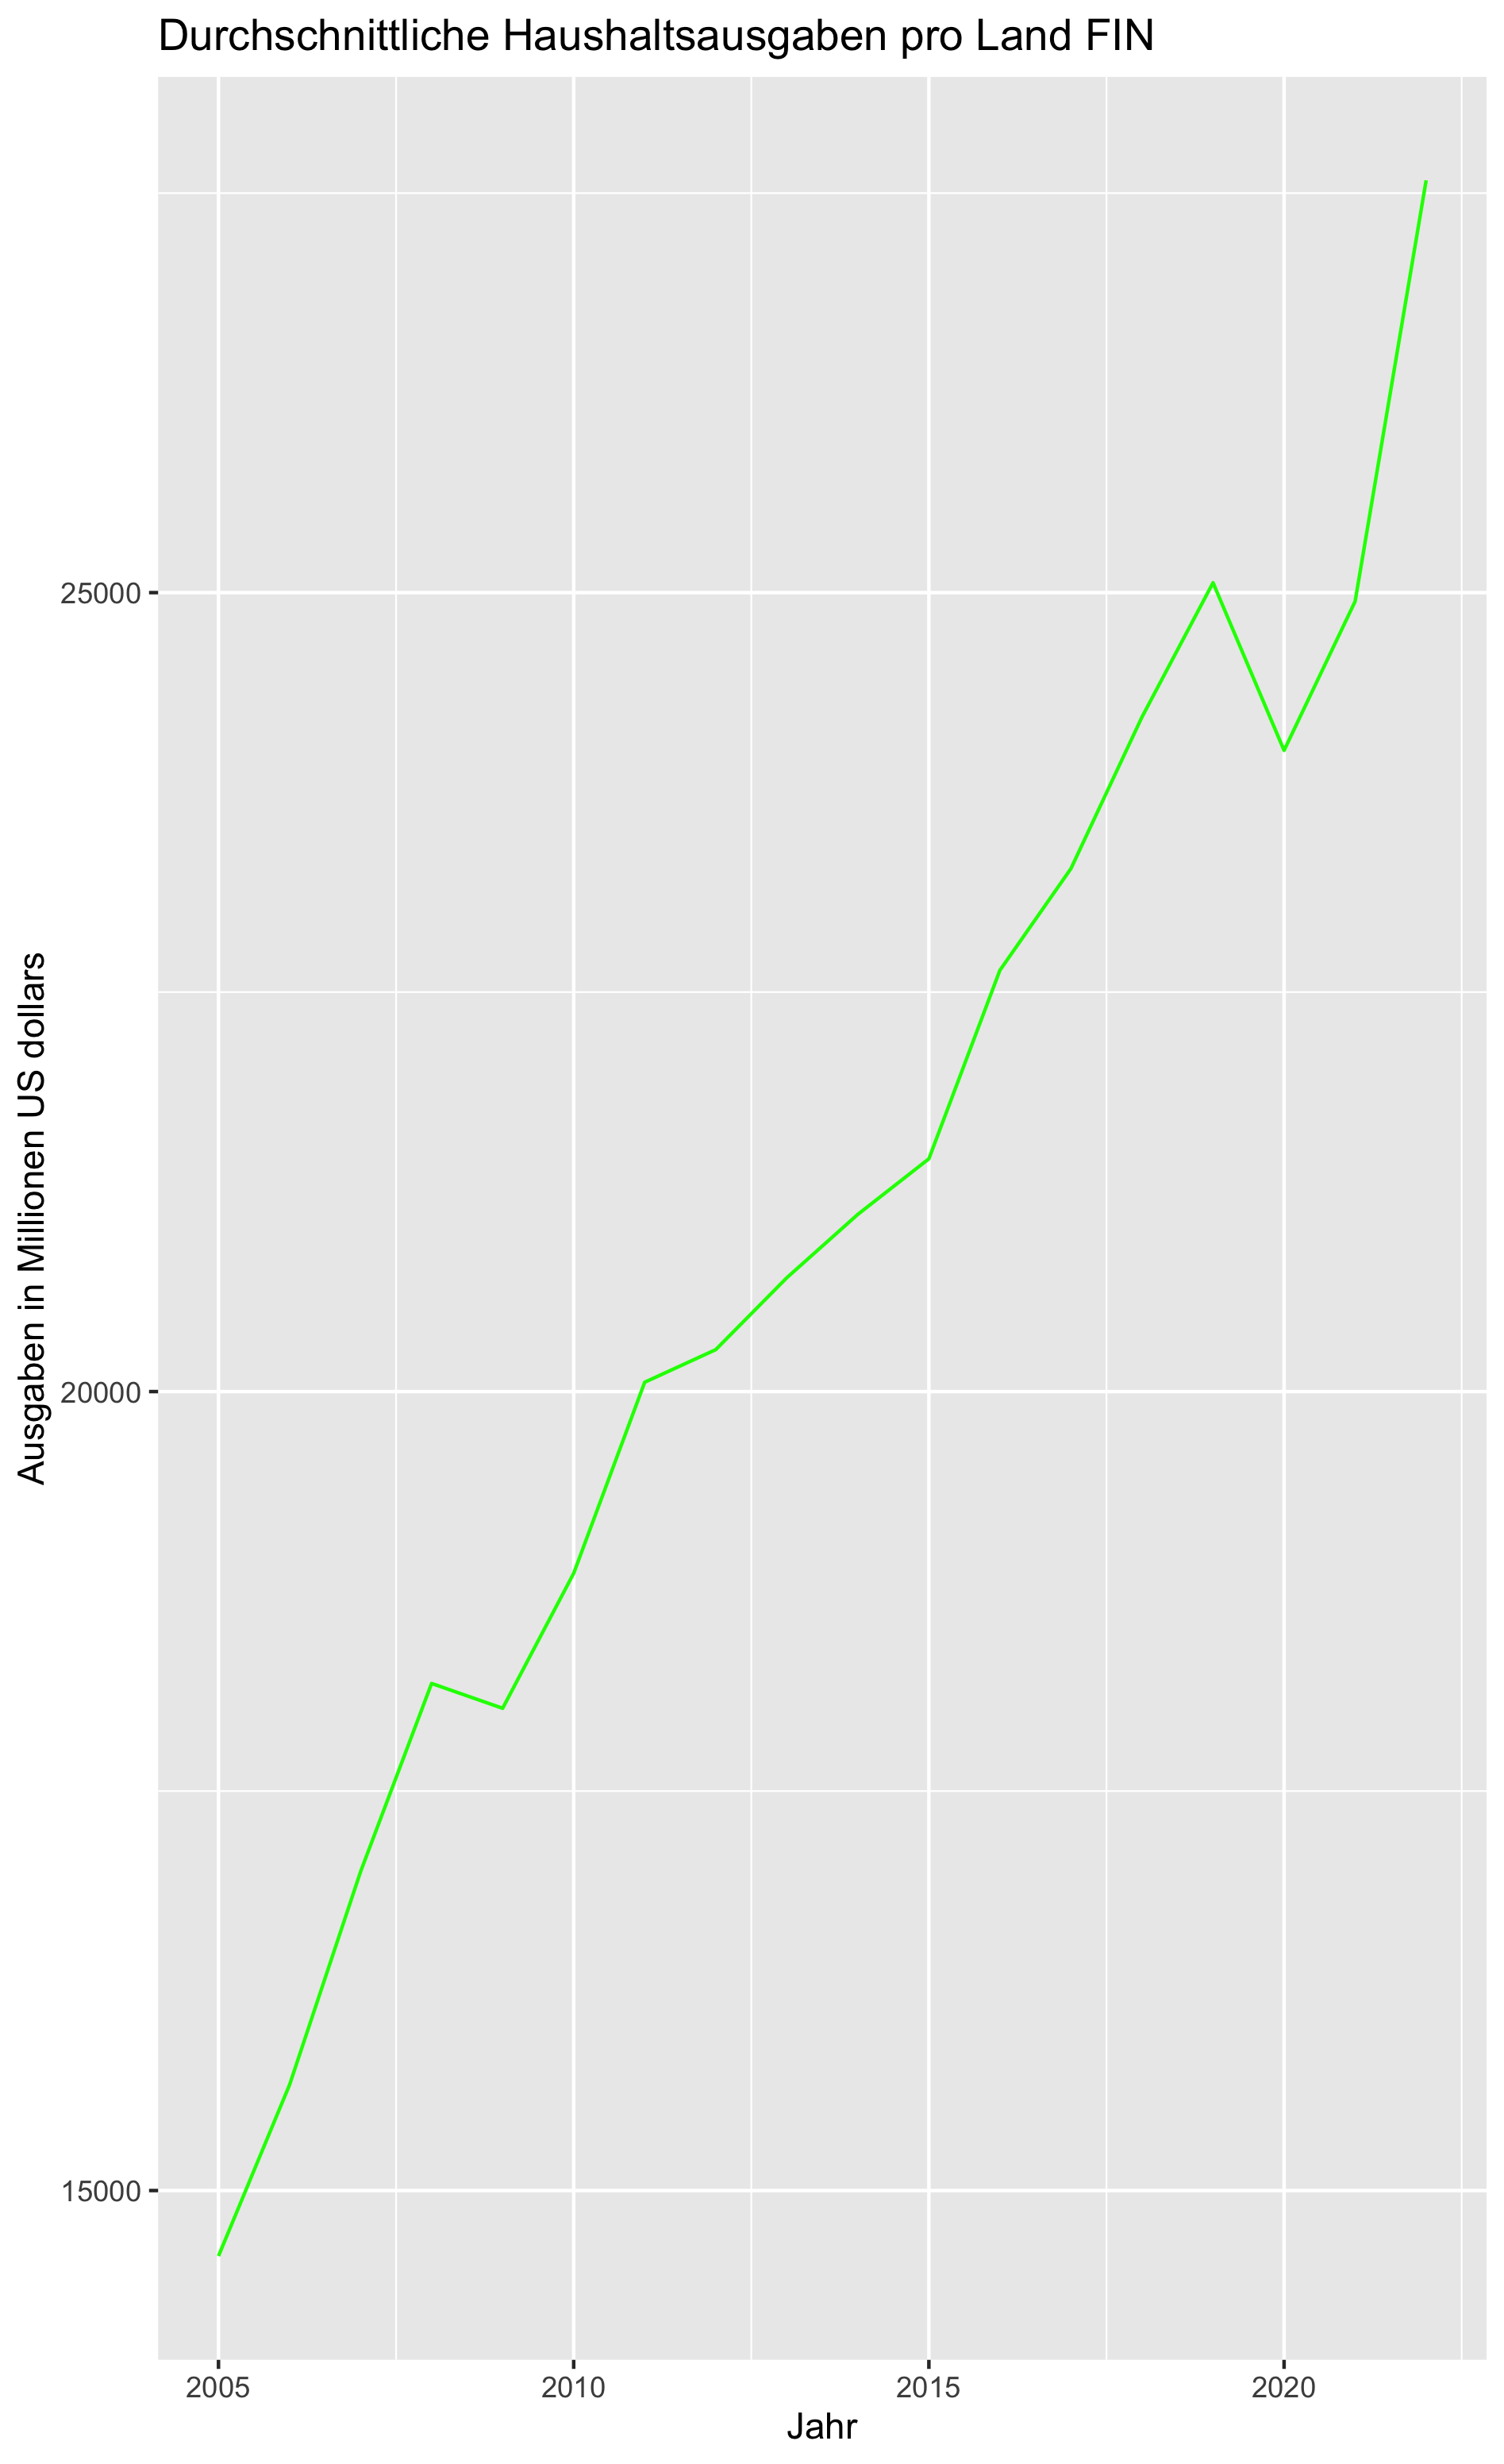 Durchschnittliche Haushaltsausgaben pro Land FIN
Ausgaben in Millionen US dollars
25000
20000
15000
2005 2010 2015 2020
Jahr